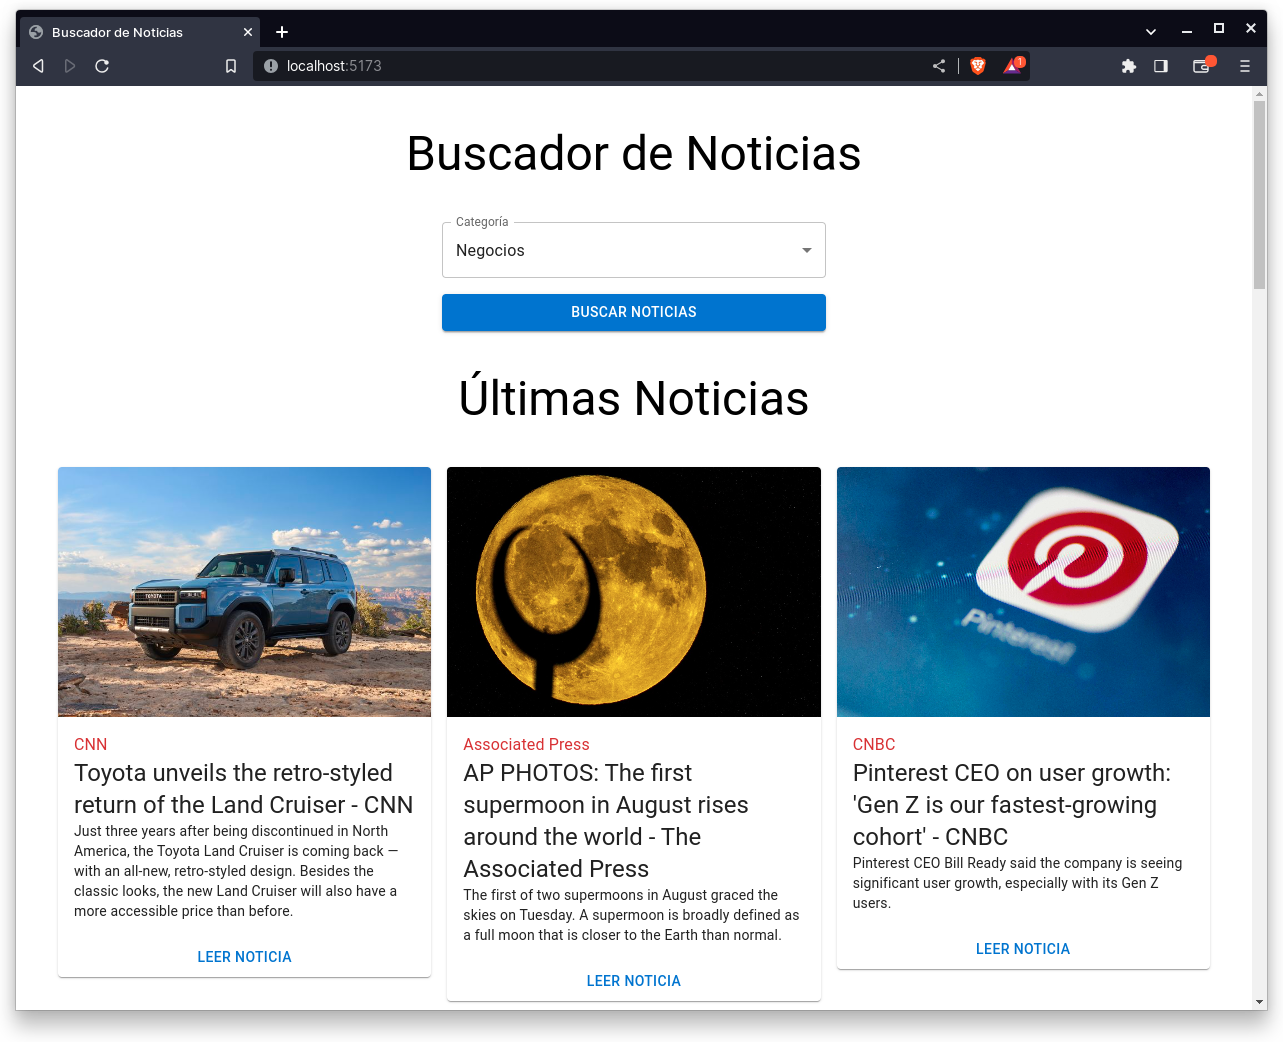 Buscador de Noticias
localhost:5173
1
Buscador de Noticias
Categoría
Negocios
BUSCAR NOTICIAS
Últimas Noticias
TOYOTA
Pinterest
CNN
Toyota unveils the retro-styled
return of the Land Cruiser - CNN
Just three years after being discontinued in North
America, the Toyota Land Cruiser is coming back —
with an all-new, retro-styled design. Besides the
classic looks, the new Land Cruiser will also have a
more accessible price than before.
LEER NOTICIA
Associated Press
AP PHOTOS: The first
supermoon in August rises
around the world - The
Associated Press
The first of two supermoons in August graced the
skies on Tuesday. A supermoon is broadly defined as
a full moon that is closer to the Earth than normal.
LEER NOTICIA
CNBC
Pinterest CEO on user growth:
'Gen Z is our fastest-growing
cohort' - CNBC
Pinterest CEO Bill Ready said the company is seeing
significant user growth, especially with its Gen Z
users.
LEER NOTICIA